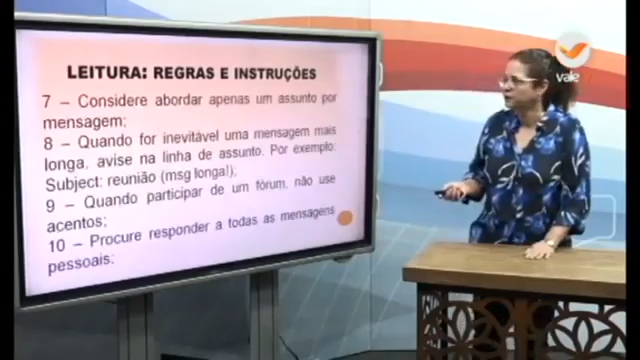 LEITURA: REGRAS E INSTRUÇÕES
7 – Considere abordar apenas um assunto por
mensagem;
8 – Quando for inevitável uma mensagem mais
longa, avise na linha de assunto. Por exemplo:
Subject: reunião (msg longa!);
9 – Quando participar de um fórum, não use
acentos;
10 – Procure responder a todas as mensagens
pessoais;
vale